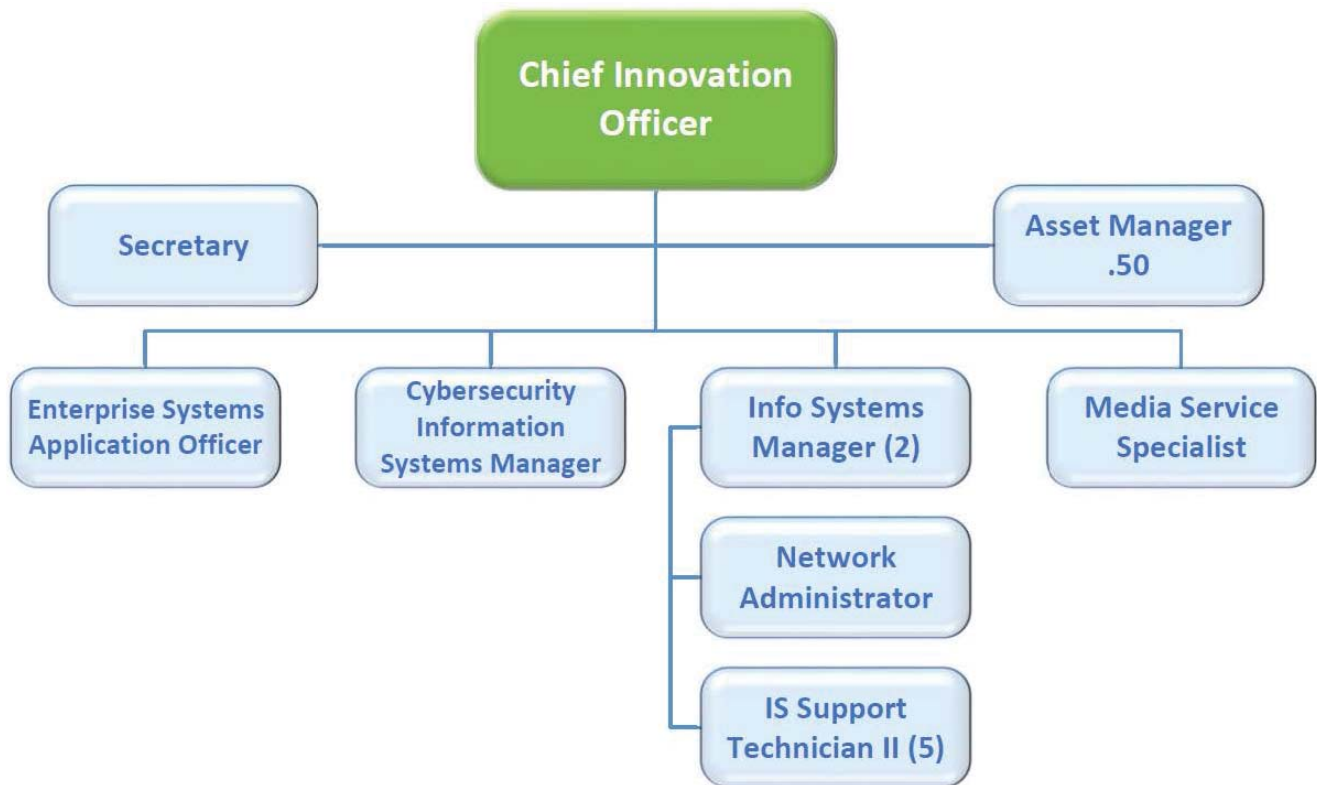 Chief Innovation
Officer
Secretary
Asset Manager
.50
Enterprise Systems
Application Officer
Cybersecurity
Information
Systems Manager
Info Systems
Manager (2)
Media Service
Specialist
Network
Administrator
IS Support
Technician II (5)